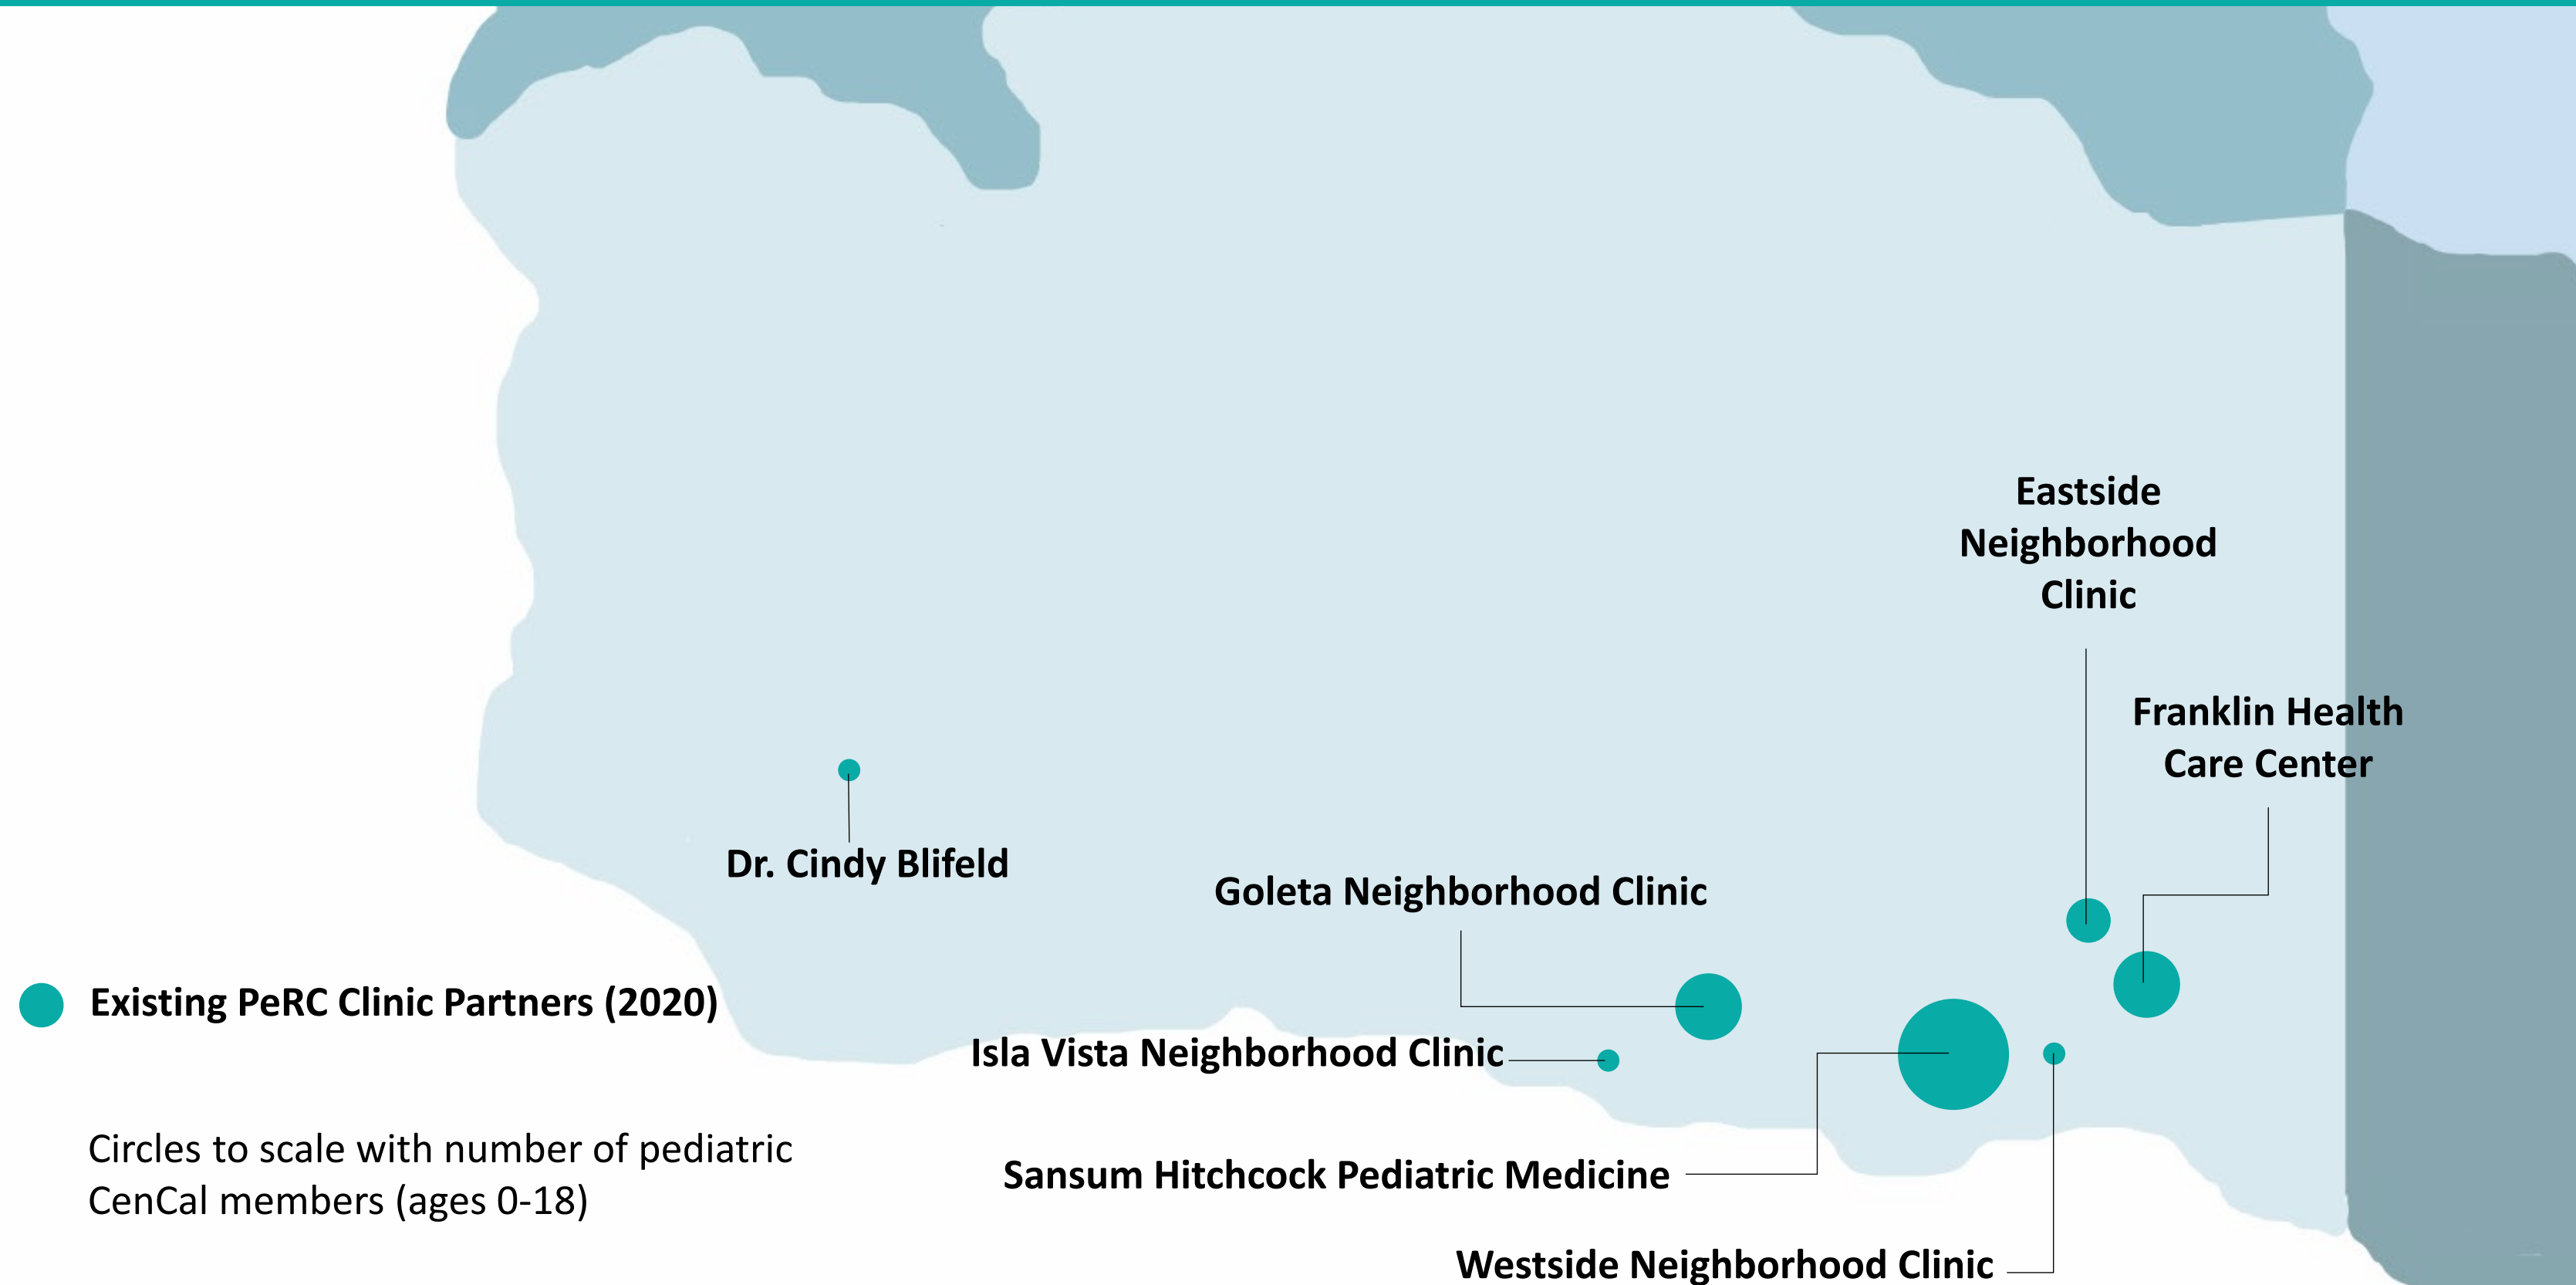 Eastside
Neighborhood
Clinic
Franklin Health
Care Center
Dr. Cindy Blifeld
Goleta Neighborhood Clinic
Existing PeRC Clinic Partners (2020)
Isla Vista Neighborhood Clinic
Circles to scale with number of pediatric
CenCal members (ages 0-18)
Sansum Hitchcock Pediatric Medicine
Westside Neighborhood Clinic